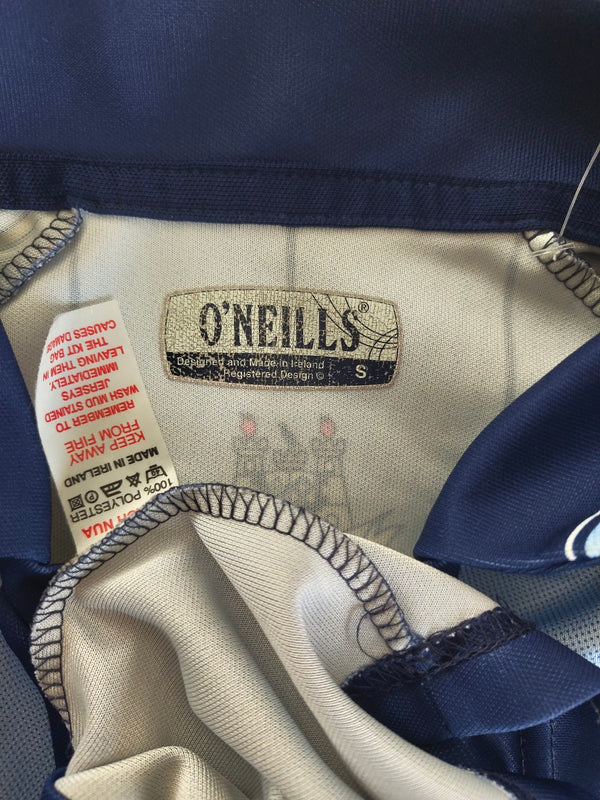 O'NEILLS®
Designed and Made in Ireland
Registered Design ©
S
NUA
100% POLYESTER
MADE IN IRELAND
KEEP AWAY
FROM FIRE
REMEMBER TO
WASH MUD STAINED
JERSEYS
IMMEDIATELY.
LEAVING THEM IN
THE KIT BAG
CAUSES DAMAGE